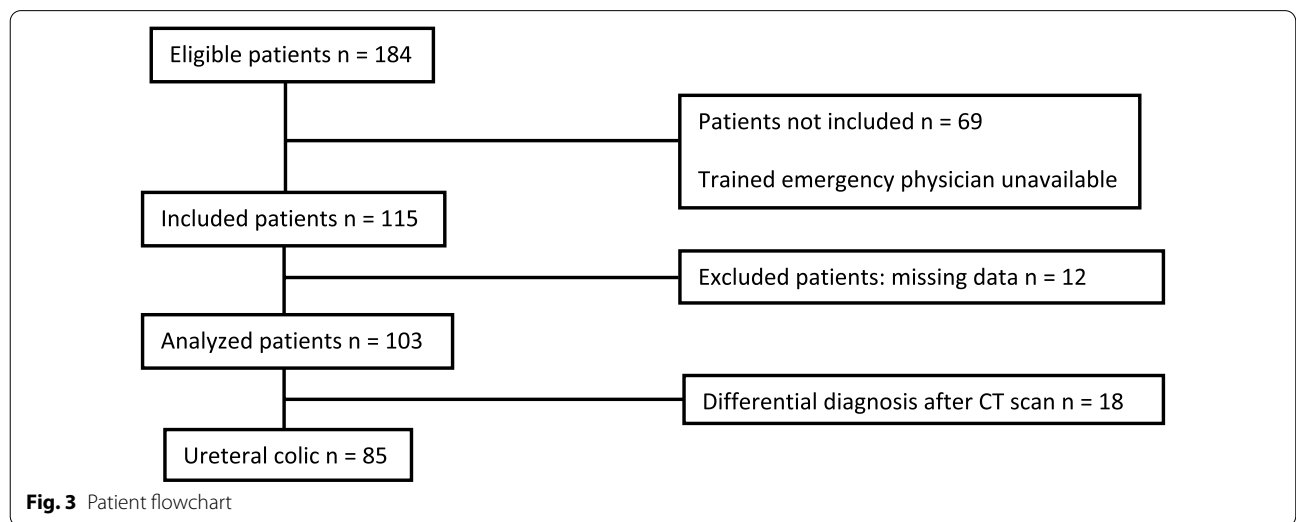 Eligible patients n = 184
Patients not included n = 69
Trained emergency physician unavailable
Included patients n = 115
Excluded patients: missing data n = 12
Analyzed patients n = 103
Differential diagnosis after CT scan n = 18
Ureteral colic n = 85
Fig. 3 Patient flowchart